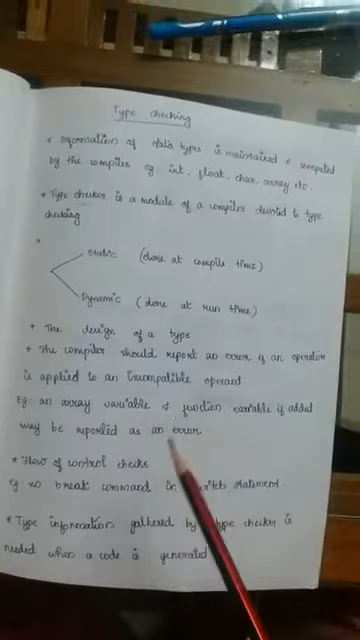 Type checking
* Information of data types is maintained & computed
by the compiler eg. int, float, char, array etc.
* Type checker is a module of a compiler devoted to type
checking
*
Static (done at compile time)
Dynamic (done at run time)
* The design of a type
* The compiler should report an error if an operator
is applied to an incompatible operand.
Eg: an array variable & function variable if added
may be reported as an error.
* Flow of control checks
eg: no break command in switch statement
* Type information gathered by type checker is
needed when a code is generated